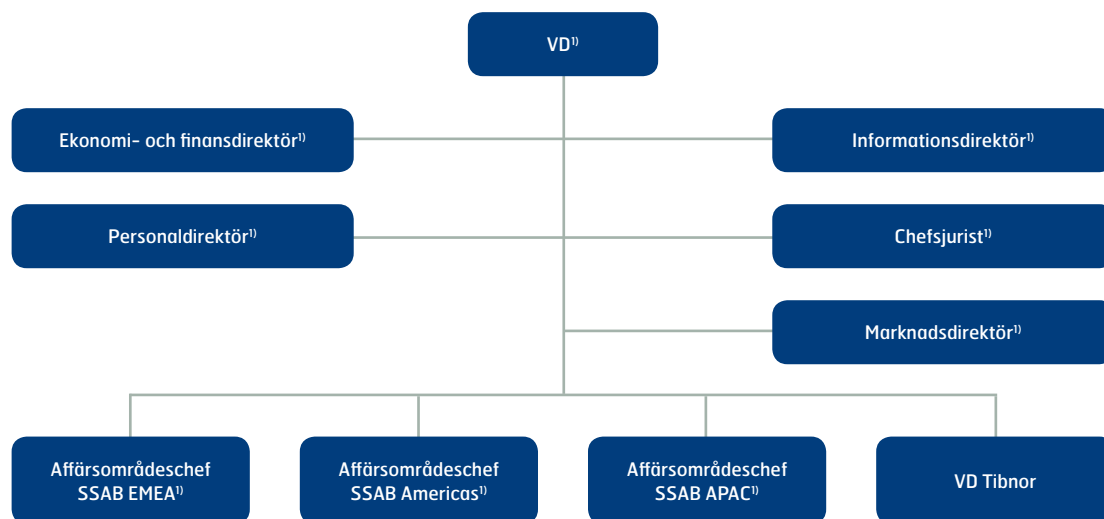 VD¹⁾
Ekonomi- och finansdirektör¹⁾
Informationsdirektör¹⁾
Personaldirektör¹⁾
Chefsjurist¹⁾
Marknadsdirektör¹⁾
Affärsområdeschef
SSAB EMEA¹⁾
Affärsområdeschef
SSAB Americas¹⁾
Affärsområdeschef
SSAB APAC¹⁾
VD Tibnor